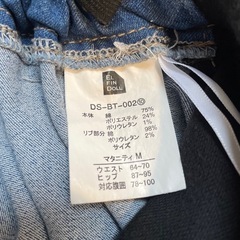 EL
FIN
DOLL
DS-BT-002
本体 綿 75%
ポリエステル 24%
ポリウレタン 1%
リブ部分 綿 98%
ポリウレタン 2%
サイズ
マタニティ M
ウエスト 64-70
ヒップ 87-95
対応腹囲 78-100